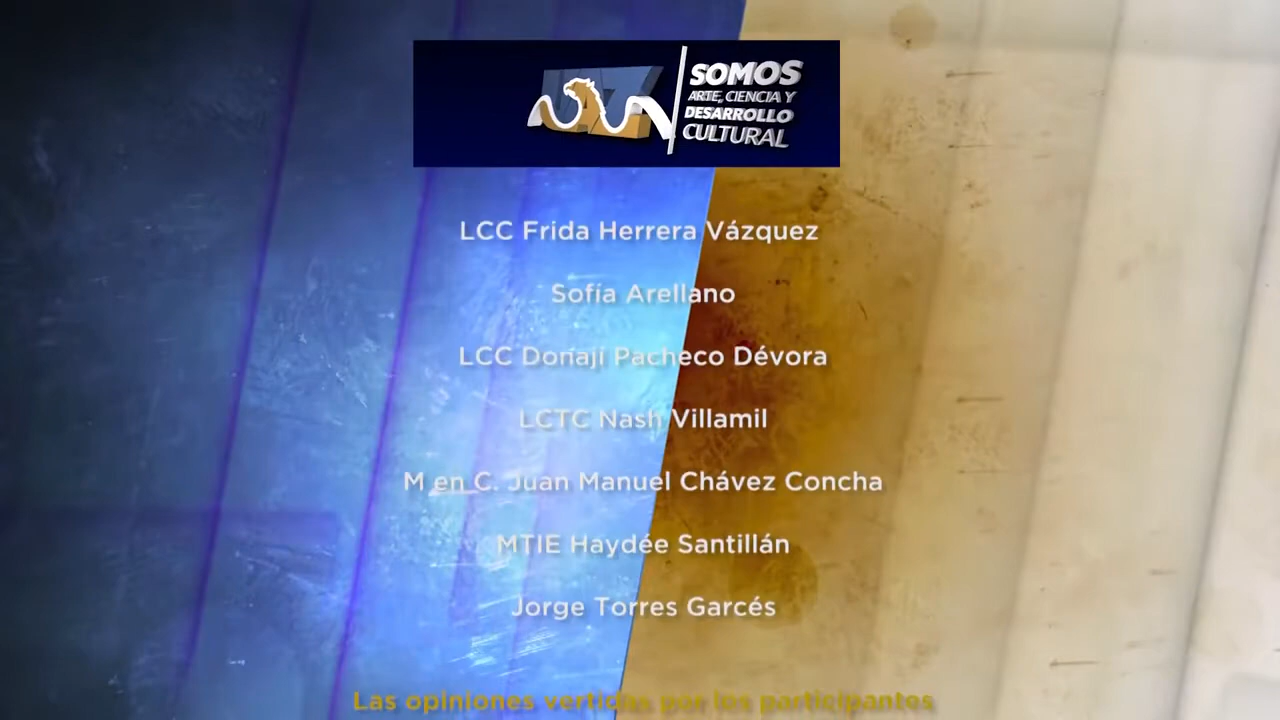 UAZ
SOMOS
ARTE, CIENCIA Y
DESARROLLO
CULTURAL
LCC Frida Herrera Vázquez
Sofía Arellano
LCC Donají Pacheco Dévora
LCTC Nash Villamil
M en C. Juan Manuel Chávez Concha
MTIE Haydée Santillán
Jorge Torres Garcés
Las opiniones vertidas por los participantes